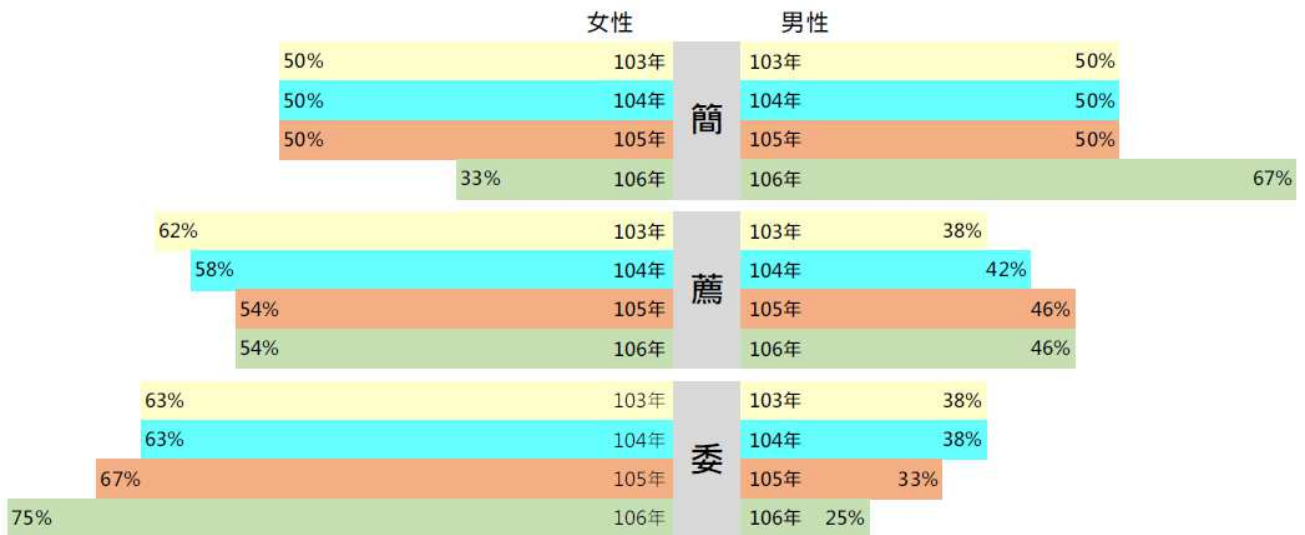 女性 男性
50% 103年 103年 50%
50% 104年 104年 50%
簡
50% 105年 105年 50%
33% 106年 106年 67%
62% 103年 103年 38%
58% 104年 104年 42%
薦
54% 105年 105年 46%
54% 106年 106年 46%
63% 103年 103年 38%
63% 104年 104年 38%
委
67% 105年 105年 33%
75% 106年 106年 25%